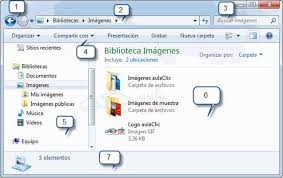 1
2
3
Bibliotecas ▸ Imágenes ▸
Buscar Imágenes
Organizar
Compartir con
Presentación
Grabar
Nueva carpeta
4
Sitios recientes
Bibliotecas
Documentos
Imágenes
Mis imágenes
Imágenes públicas
Música
Vídeos
5
Equipo
Biblioteca Imágenes
Incluye: 2 ubicaciones
Organizar por: Carpeta
Imágenes aulaClic
Carpeta de archivos
Imágenes de muestra
Carpeta de archivos
6
Logo aulaClic
Imagen GIF
3,36 KB
3 elementos
7